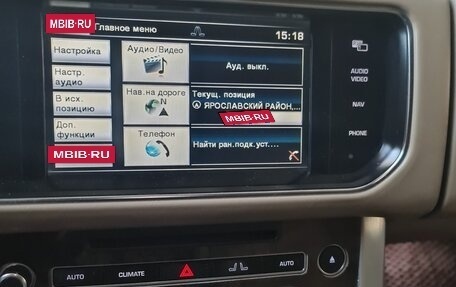 MBIB·RU
Главное меню
15:18
Настройка
Аудио/Видео
Ауд. выкл.
Настр.
аудио
Нав.на дороге
N
Текущ. позиция
ЯРОСЛАВСКИЙ РАЙОН,...
В исх.
позицию
MBIB·RU
Доп.
функции
Телефон
Найти ран.подк.уст....
MBIB-RU
AUDIO
VIDEO
NAV
PHONE
AUTO
CLIMATE
AUTO